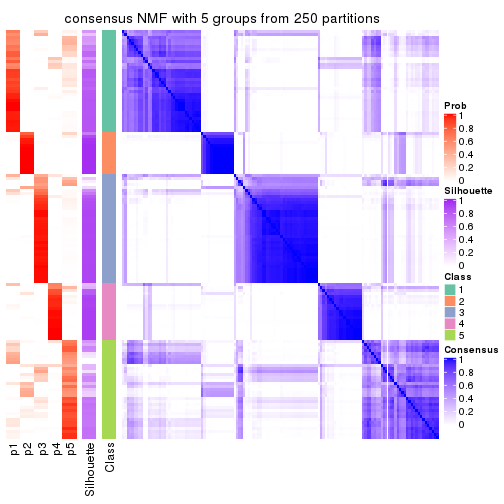 consensus NMF with 5 groups from 250 partitions
Prob
1
0.8
0.6
0.4
0.2
0
Silhouette
1
0.8
0.6
0.4
0.2
0
Class
1
2
3
4
5
Consensus
1
0.8
0.6
0.4
0.2
0
p1
p2
p3
p4
p5
Silhouette
Class